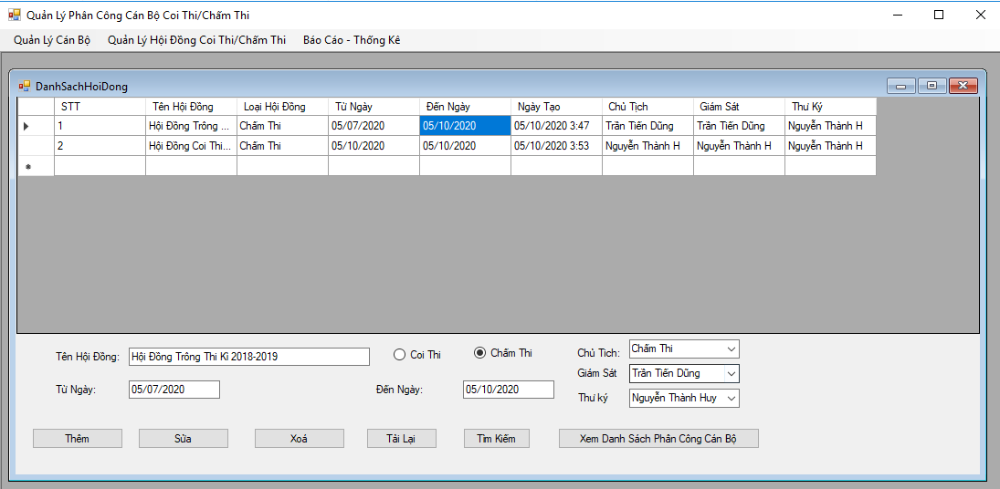 Quản Lý Phân Công Cán Bộ Coi Thi/Chấm Thi
Quản Lý Cán Bộ Quản Lý Hội Đồng Coi Thi/Chấm Thi Báo Cáo - Thống Kê
DanhSachHoiDong
STT Tên Hội Đồng Loại Hội Đồng Từ Ngày Đến Ngày Ngày Tạo Chủ Tịch Giám Sát Thư Ký
1 Hội Đồng Trông ... Chấm Thi 05/07/2020 05/10/2020 05/10/2020 3:47 Trần Tiến Dũng Trần Tiến Dũng Nguyễn Thành H
2 Hội Đồng Coi Thi... Chấm Thi 05/10/2020 05/10/2020 05/10/2020 3:53 Nguyễn Thành H Nguyễn Thành H Nguyễn Thành H
Tên Hội Đồng: Hội Đồng Trông Thi Kì 2018-2019 Coi Thi Chấm Thi Chủ Tịch: Chấm Thi
Giám Sát Trần Tiến Dũng
Từ Ngày: 05/07/2020 Đến Ngày: 05/10/2020 Thư ký Nguyễn Thành Huy
Thêm Sửa Xoá Tải Lại Tìm Kiếm Xem Danh Sách Phân Công Cán Bộ